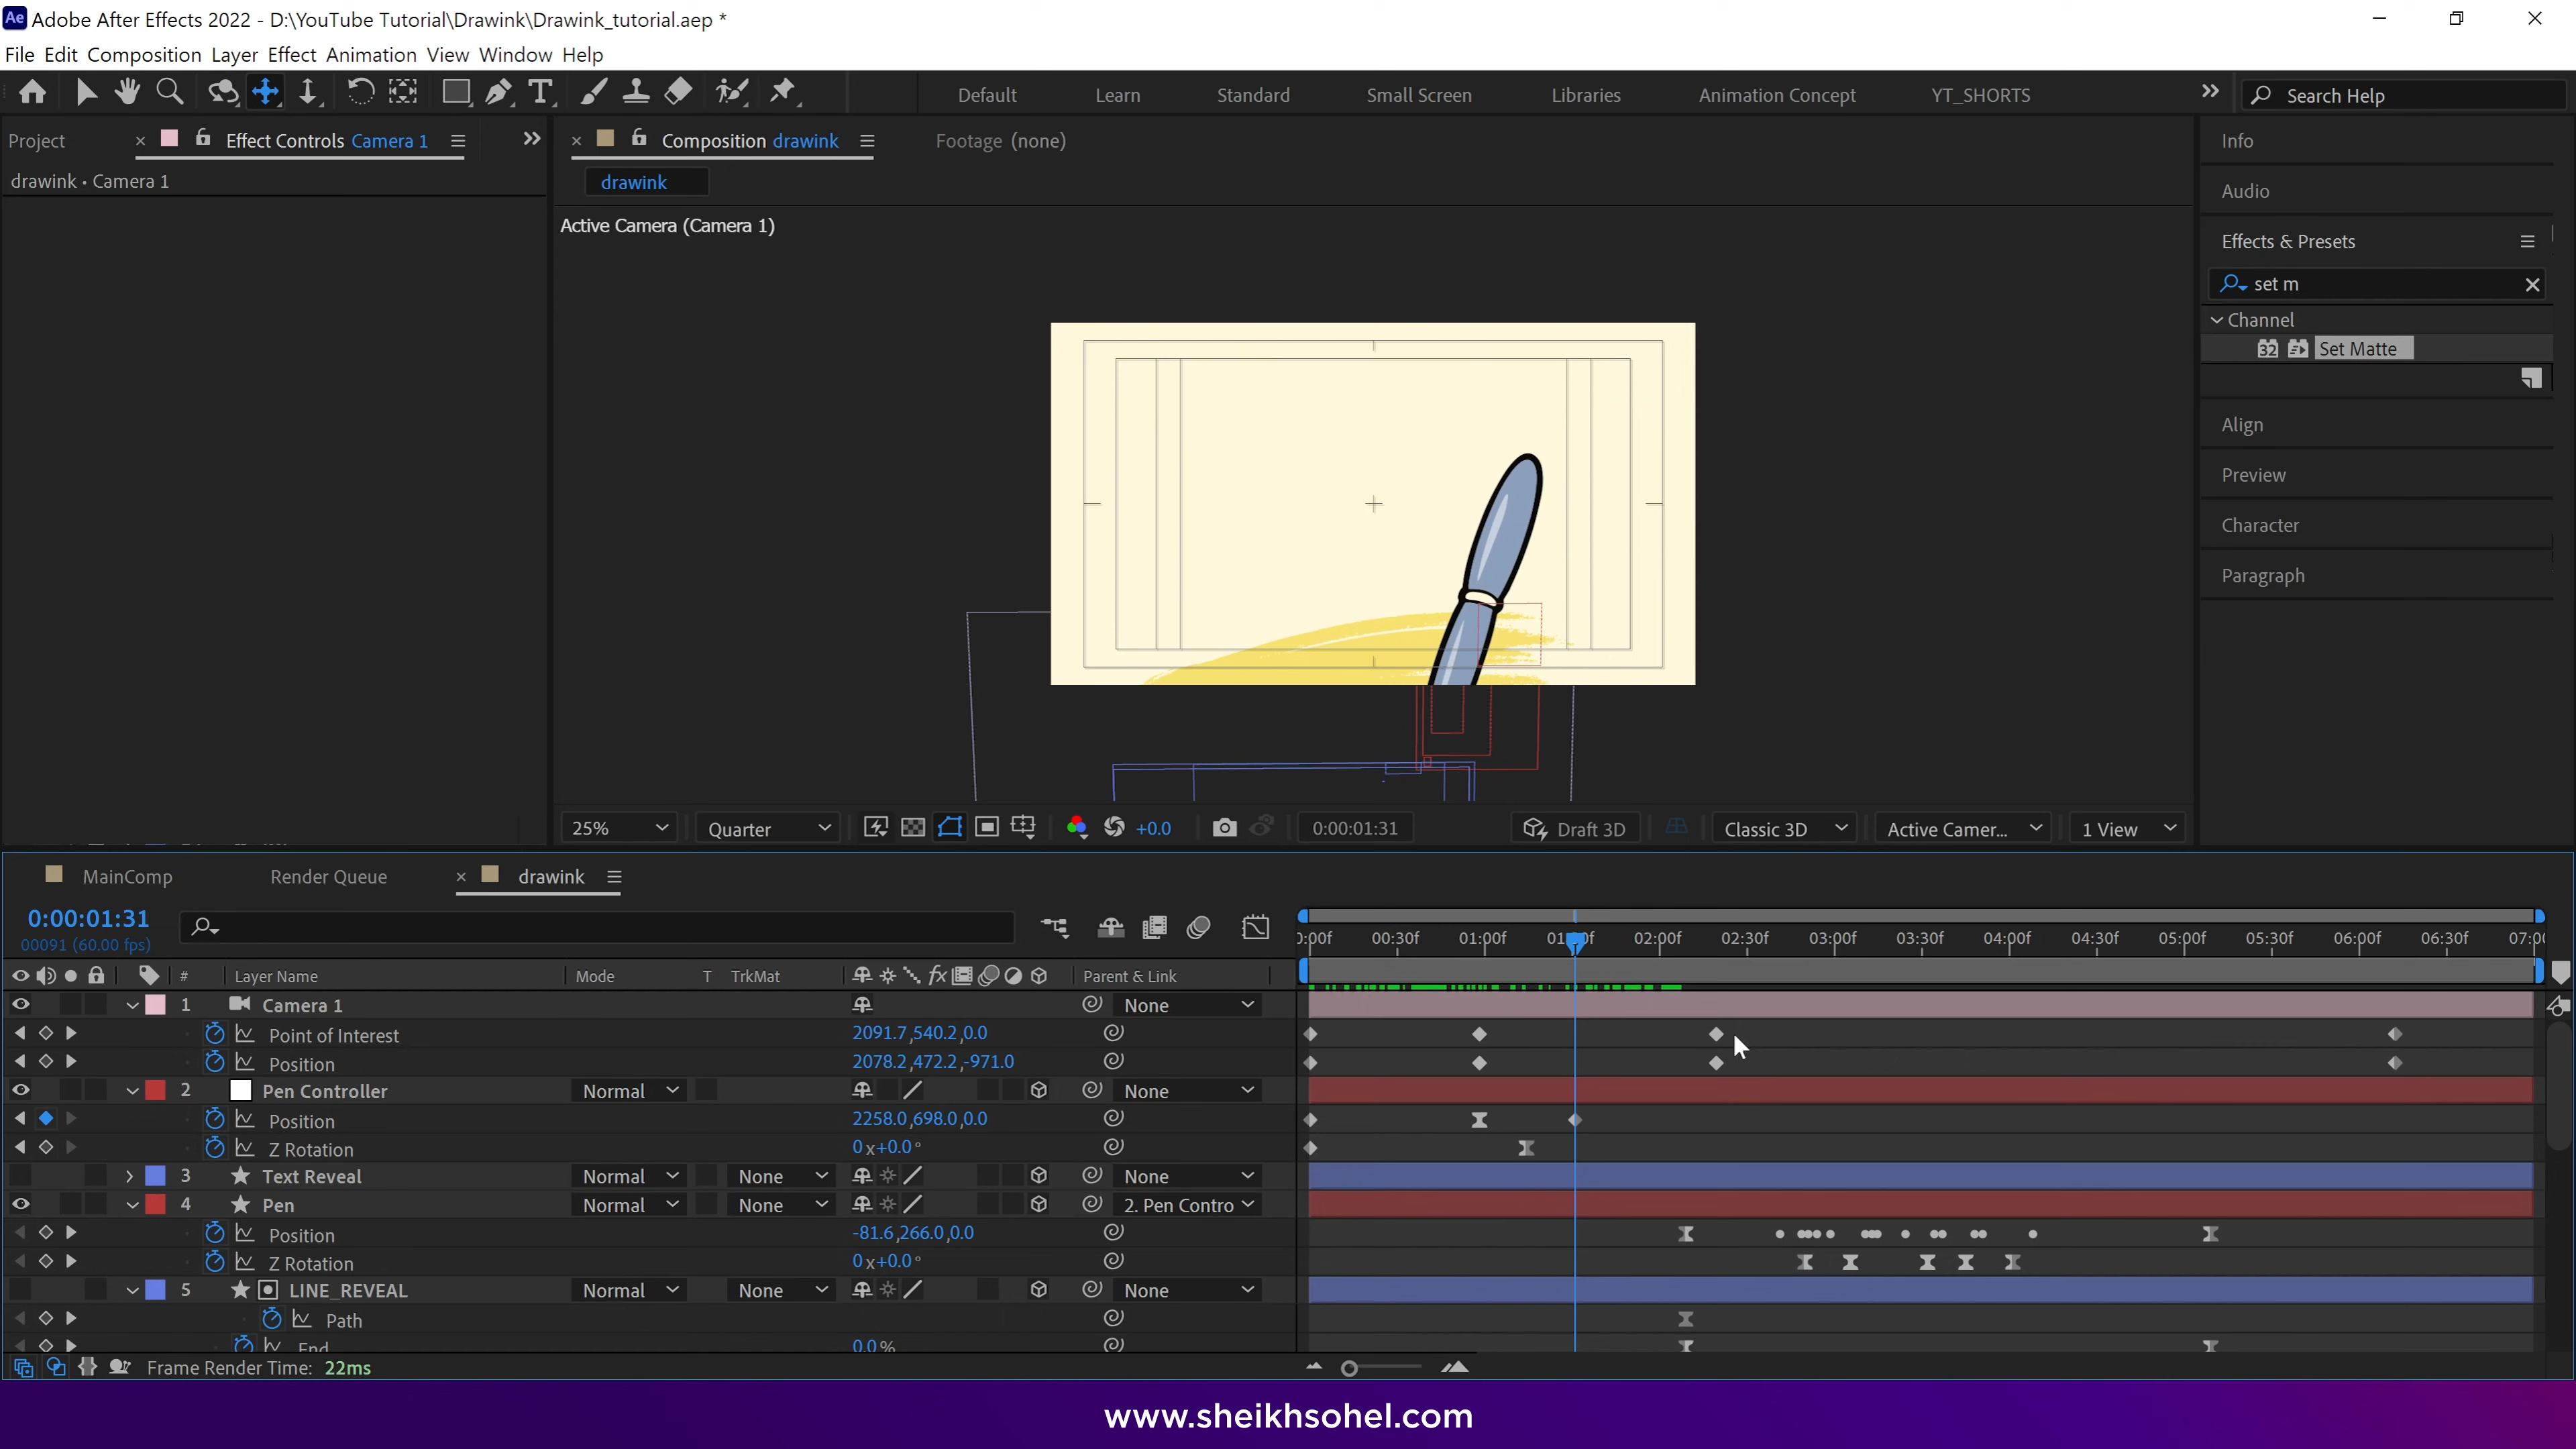 Adobe After Effects 2022 - D:\YouTube Tutorial\Drawink\Drawink_tutorial.aep *
File Edit Composition Layer Effect Animation View Window Help
Default Learn Standard Small Screen Libraries Animation Concept YT_SHORTS Search Help
Project Effect Controls Camera 1 Composition drawink Footage (none) Info
drawink • Camera 1 drawink
Audio
Active Camera (Camera 1)
Effects & Presets
set m
Channel
32 Set Matte
Align
Preview
Character
Paragraph
25% Quarter +0.0 0:00:01:31 Draft 3D Classic 3D Active Camer... 1 View
MainComp Render Queue drawink
0:00:01:31
00091 (60.00 fps)
00:30f 01:00f 02:00f 02:30f 03:00f 03:30f 04:00f 04:30f 05:00f 05:30f 06:00f 06:30f
# Layer Name Mode T TrkMat fx Parent & Link
1 Camera 1 None
Point of Interest 2091.7,540.2,0.0
Position 2078.2,472.2,-971.0
2 Pen Controller Normal None
Position 2258.0,698.0,0.0
Z Rotation 0x+0.0°
3 Text Reveal Normal None None
4 Pen Normal None 2. Pen Contro
Position -81.6,266.0,0.0
Z Rotation 0x+0.0°
5 LINE_REVEAL Normal None None
Path
End 0.0%
Frame Render Time: 22ms
www.sheikhsohel.com